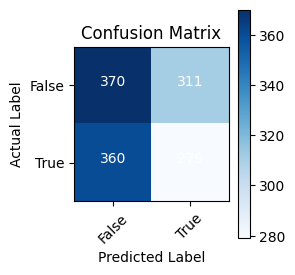 Confusion Matrix
Actual Label
False
370
311
True
360
False
True
Predicted Label
360
340
320
300
280